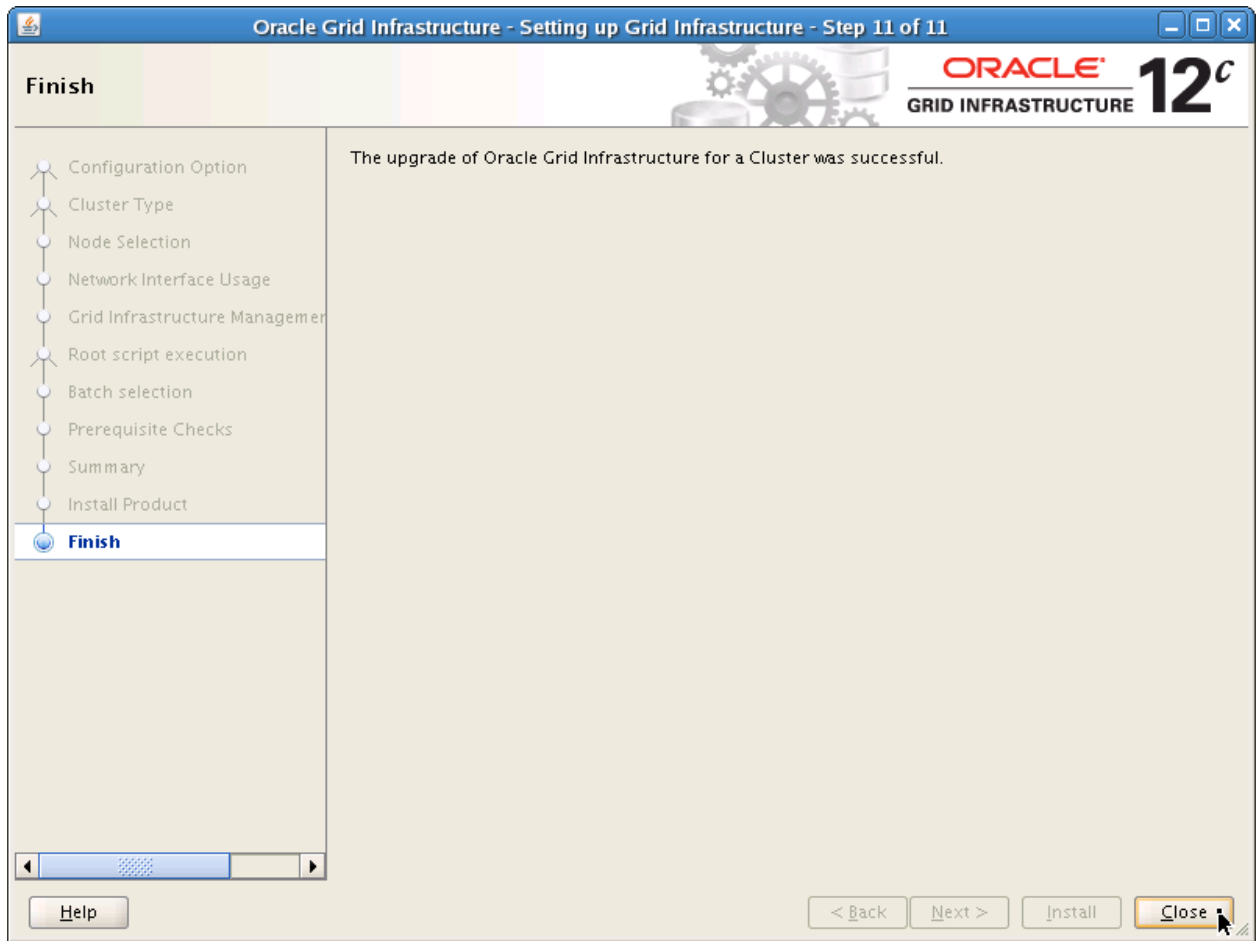 Oracle Grid Infrastructure - Setting up Grid Infrastructure - Step 11 of 11
Finish
ORACLE
GRID INFRASTRUCTURE
12c
Configuration Option
Cluster Type
Node Selection
Network Interface Usage
Grid Infrastructure Managemer
Root script execution
Batch selection
Prerequisite Checks
Summary
Install Product
Finish
The upgrade of Oracle Grid Infrastructure for a Cluster was successful.
Help
< Back
Next >
Install
Close